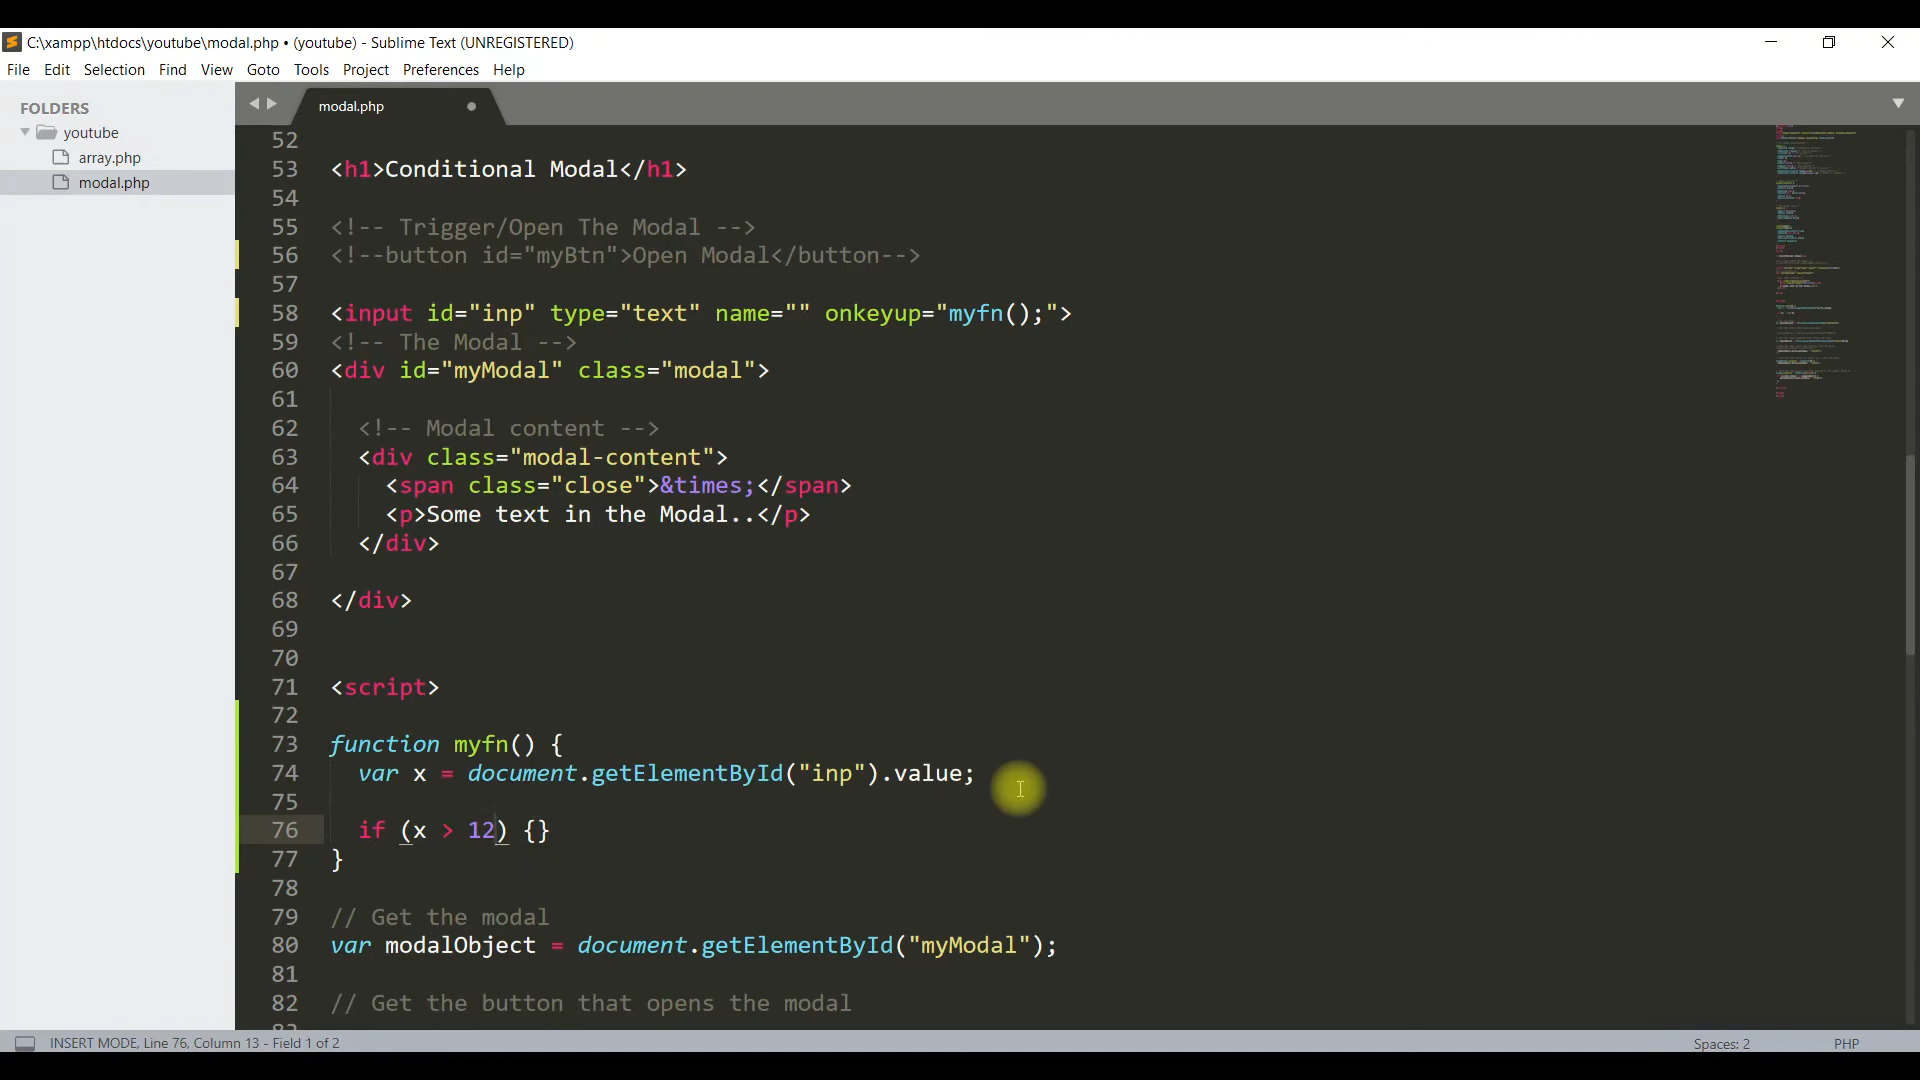 C:\xampp\htdocs\youtube\modal.php • (youtube) - Sublime Text (UNREGISTERED)
File Edit Selection Find View Goto Tools Project Preferences Help
FOLDERS
youtube
array.php
modal.php
modal.php
52
53 <h1>Conditional Modal</h1>
54
55 <!-- Trigger/Open The Modal -->
56 <!--button id="myBtn">Open Modal</button-->
57
58 <input id="inp" type="text" name="" onkeyup="myfn();">
59 <!-- The Modal -->
60 <div id="myModal" class="modal">
61
62 <!-- Modal content -->
63 <div class="modal-content">
64 <span class="close">&times;</span>
65 <p>Some text in the Modal..</p>
66 </div>
67
68 </div>
69
70
71 <script>
72
73 function myfn() {
74 var x = document.getElementById("inp").value;
75
76 if (x > 12) {}
77 }
78
79 // Get the modal
80 var modalObject = document.getElementById("myModal");
81
82 // Get the button that opens the modal
INSERT MODE, Line 76, Column 13 - Field 1 of 2
Spaces: 2
PHP